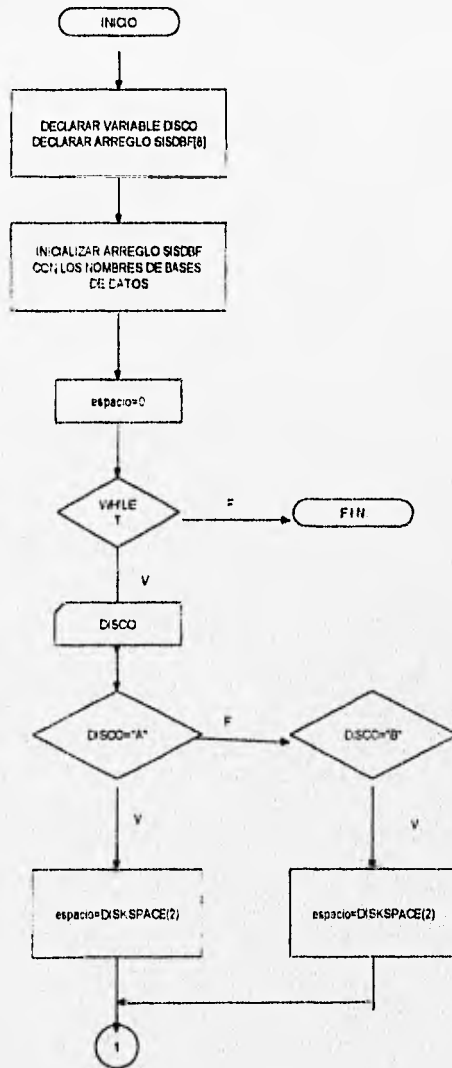 INICIO
DECLARAR VARIABLE DISCO
DECLARAR ARREGLO SISDBF[8]
INICIALIZAR ARREGLO SISDBF
CON LOS NOMBRES DE BASES
DE DATOS
espacio=0
WHILE
T
F
FIN
V
DISCO
DISCO="A"
F
DISCO="B"
V
V
espacio=DISKSPACE(2)
espacio=DISKSPACE(2)
1